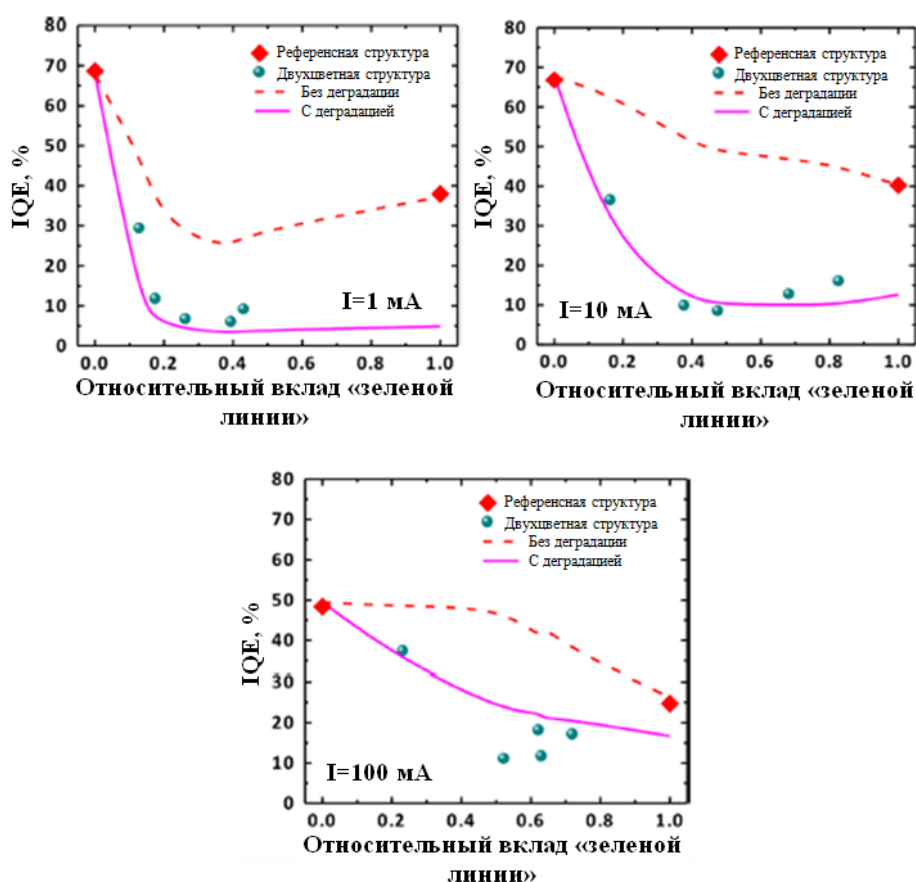 80
70
60
50
40
30
20
10
0
IQE, %
Референсная структура
Двухцветная структура
Без деградации
С деградацией
I=1 мА
0.0 0.2 0.4 0.6 0.8 1.0
Относительный вклад «зеленой
линии»
80
70
60
50
40
30
20
10
0
IQE, %
Референсная структура
Двухцветная структура
Без деградации
С деградацией
I=10 мА
0.0 0.2 0.4 0.6 0.8 1.0
Относительный вклад «зеленой
линии»
80
70
60
50
40
30
20
10
0
IQE, %
Референсная структура
Двухцветная структура
Без деградации
С деградацией
I=100 мА
0.0 0.2 0.4 0.6 0.8 1.0
Относительный вклад «зеленой
линии»